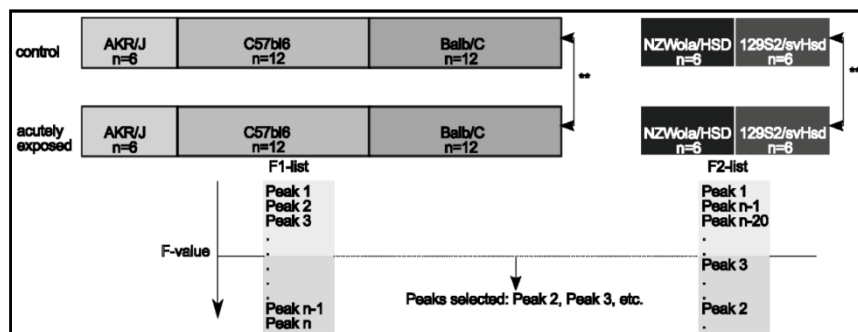 control
AKR/J
n=6
C57bl6
n=12
Balb/C
n=12
**
NZWola/HSD
n=6
129S2/svHsd
n=6
**
acutely
exposed
AKR/J
n=6
C57bl6
n=12
Balb/C
n=12
NZWola/HSD
n=6
129S2/svHsd
n=6
F1-list
F2-list
F-value
Peak 1
Peak 2
Peak 3
.
.
.
.
.
Peak n-1
Peak n
Peaks selected: Peak 2, Peak 3, etc.
Peak 1
Peak n-1
Peak n-20
.
.
Peak 3
.
.
Peak 2
.